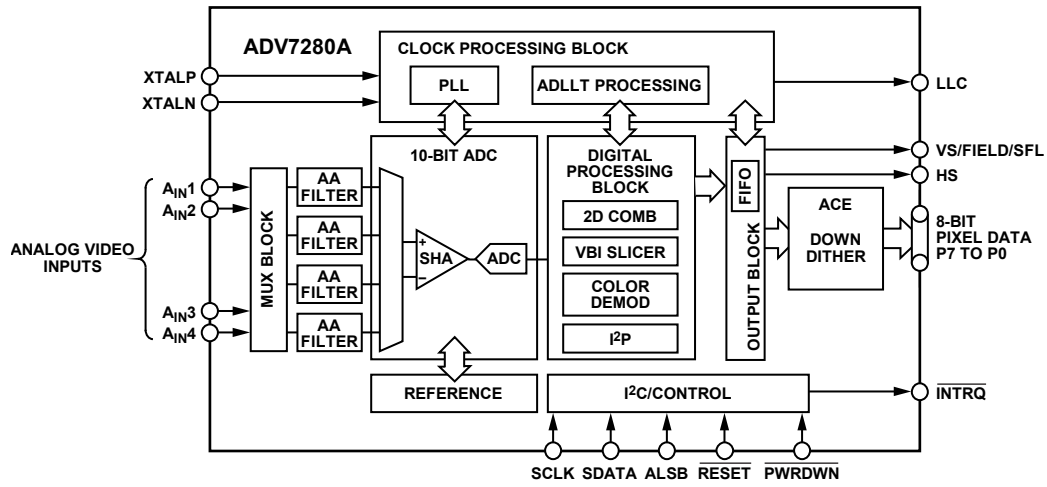 ADV7280A
CLOCK PROCESSING BLOCK
PLL
ADLLT PROCESSING
XTALP
XTALN
LLC
10-BIT ADC
DIGITAL
PROCESSING
BLOCK
2D COMB
VBI SLICER
COLOR
DEMOD
I²P
OUTPUT BLOCK
FIFO
VS/FIELD/SFL
HS
ACE
DOWN
DITHER
8-BIT
PIXEL DATA
P7 TO P0
ANALOG VIDEO
INPUTS
AIN1
AIN2
AIN3
AIN4
MUX BLOCK
AA
FILTER
AA
FILTER
AA
FILTER
AA
FILTER
+
SHA
–
ADC
REFERENCE
I²C/CONTROL
INTRQ
SCLK
SDATA
ALSB
RESET
PWRDWN